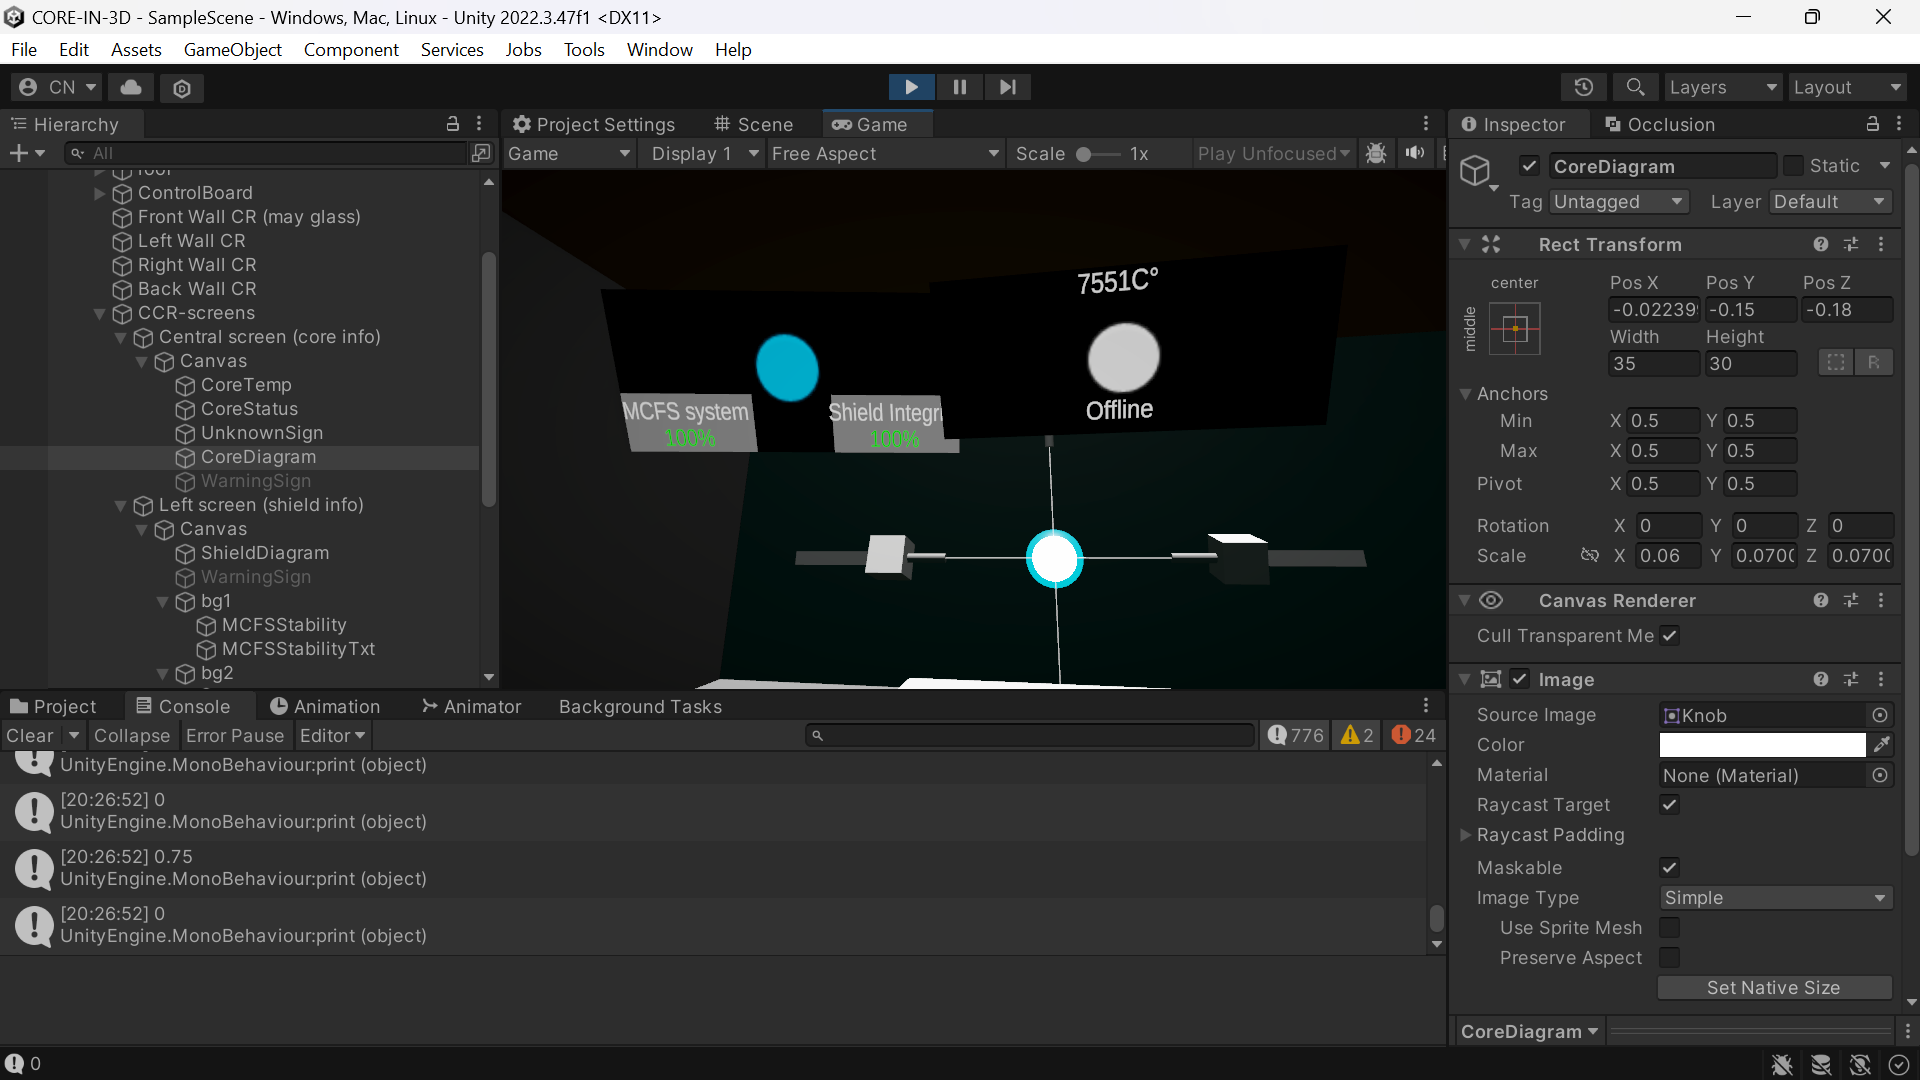 CORE-IN-3D - SampleScene - Windows, Mac, Linux - Unity 2022.3.47f1 <DX11>
File Edit Assets GameObject Component Services Jobs Tools Window Help
CN Layers Layout
Hierarchy
All
ControlBoard
Front Wall CR (may glass)
Left Wall CR
Right Wall CR
Back Wall CR
CCR-screens
Central screen (core info)
Canvas
CoreTemp
CoreStatus
UnknownSign
CoreDiagram
WarningSign
Left screen (shield info)
Canvas
ShieldDiagram
WarningSign
bg1
MCFSStability
MCFSStabilityTxt
bg2
Project Settings Scene Game
Game Display 1 Free Aspect Scale 1x Play Unfocused
7551C°
Offline
MCFS system
100%
Shield Integri
100%
Project Console Animation Animator Background Tasks
Clear Collapse Error Pause Editor 776 2 24
UnityEngine.MonoBehaviour:print (object)
[20:26:52] 0
UnityEngine.MonoBehaviour:print (object)
[20:26:52] 0.75
UnityEngine.MonoBehaviour:print (object)
[20:26:52] 0
UnityEngine.MonoBehaviour:print (object)
0
Inspector Occlusion
CoreDiagram Static
Tag Untagged Layer Default
Rect Transform
center
middle
Pos X Pos Y Pos Z
-0.02239 -0.15 -0.18
Width Height
35 30 R
Anchors
Min X 0.5 Y 0.5
Max X 0.5 Y 0.5
Pivot X 0.5 Y 0.5
Rotation X 0 Y 0 Z 0
Scale X 0.06 Y 0.0700 Z 0.0700
Canvas Renderer
Cull Transparent Me
Image
Source Image Knob
Color
Material None (Material)
Raycast Target
Raycast Padding
Maskable
Image Type Simple
Use Sprite Mesh
Preserve Aspect
Set Native Size
CoreDiagram